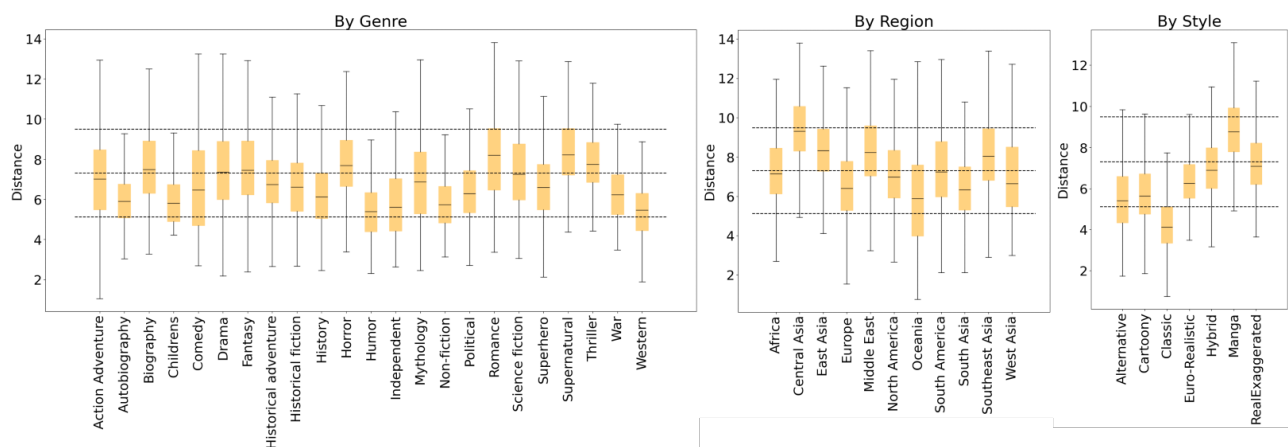 By Genre
Distance
14
12
10
8
6
4
2
Action Adventure
Autobiography
Biography
Childrens
Comedy
Drama
Fantasy
Historical adventure
Historical fiction
History
Horror
Humor
Independent
Mythology
Non-fiction
Political
Romance
Science fiction
Superhero
Supernatural
Thriller
War
Western
By Region
Distance
14
12
10
8
6
4
2
Africa
Central Asia
East Asia
Europe
Middle East
North America
Oceania
South America
South Asia
Southeast Asia
West Asia
By Style
Distance
14
12
10
8
6
4
2
Alternative
Cartoony
Classic
Euro-Realistic
Hybrid
Manga
RealExaggerated